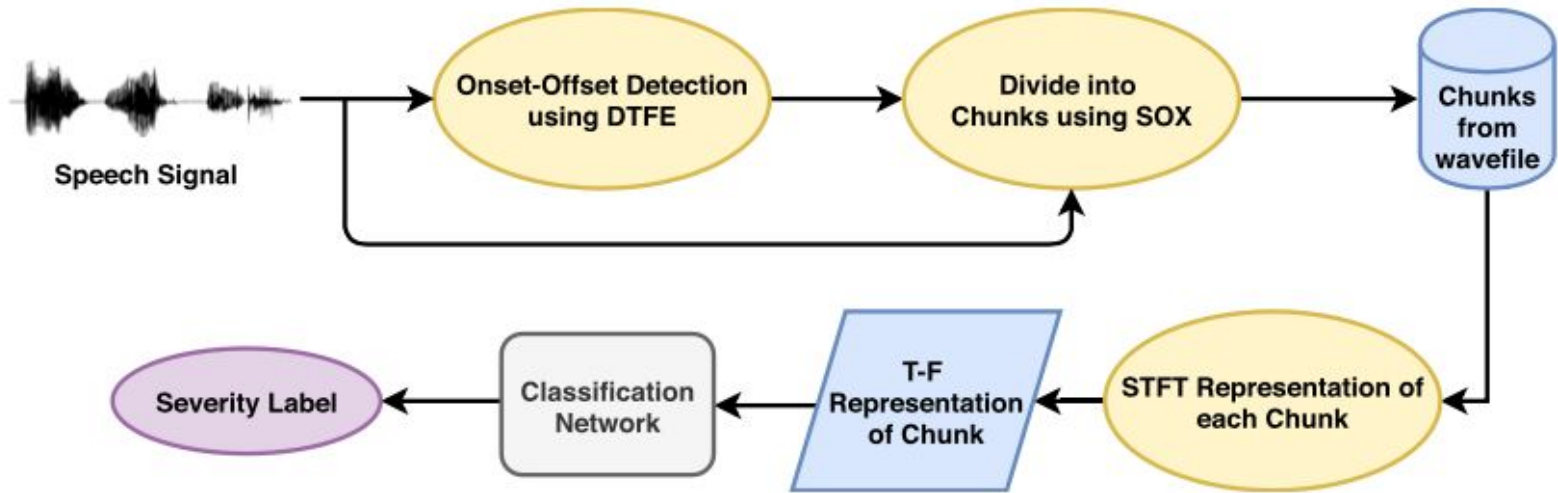 Speech Signal
Onset-Offset Detection
using DTFE
Divide into
Chunks using SOX
Chunks
from
wavefile
STFT Representation of
each Chunk
T-F
Representation
of Chunk
Classification
Network
Severity Label